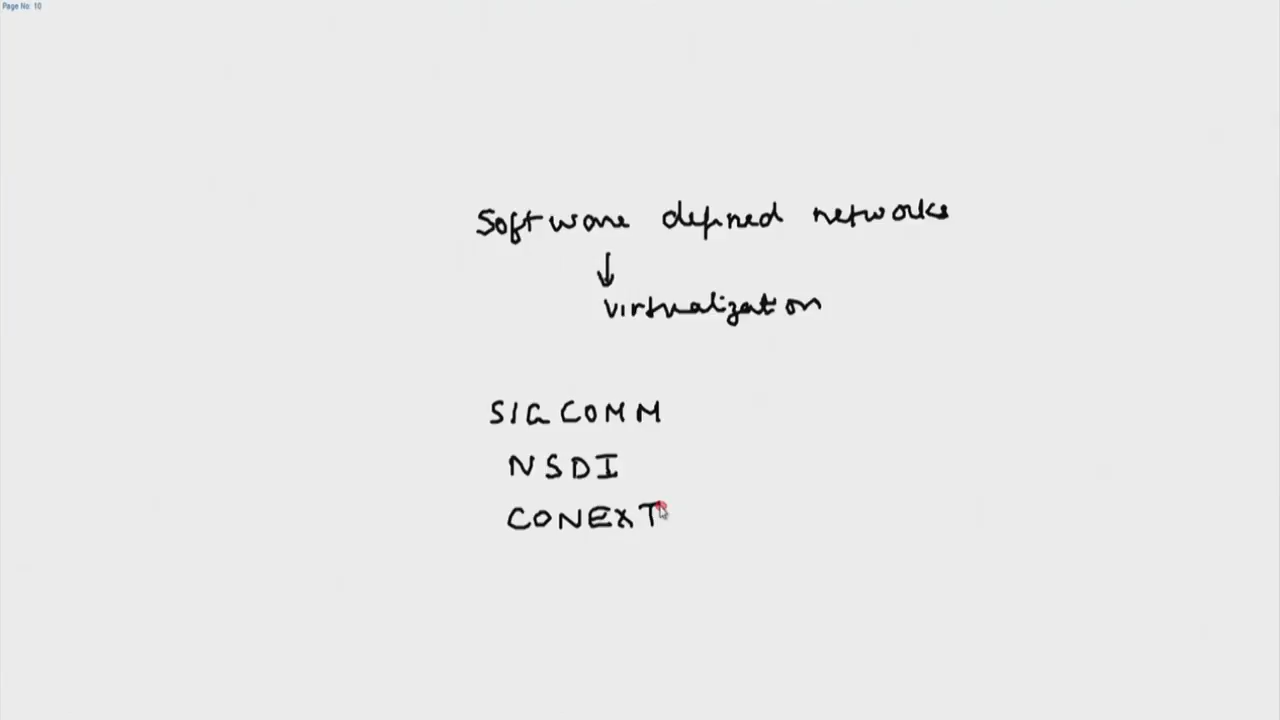 Page No: 10
Software defined networks
↓
virtualization
SIGCOMM
NSDI
CONEXT